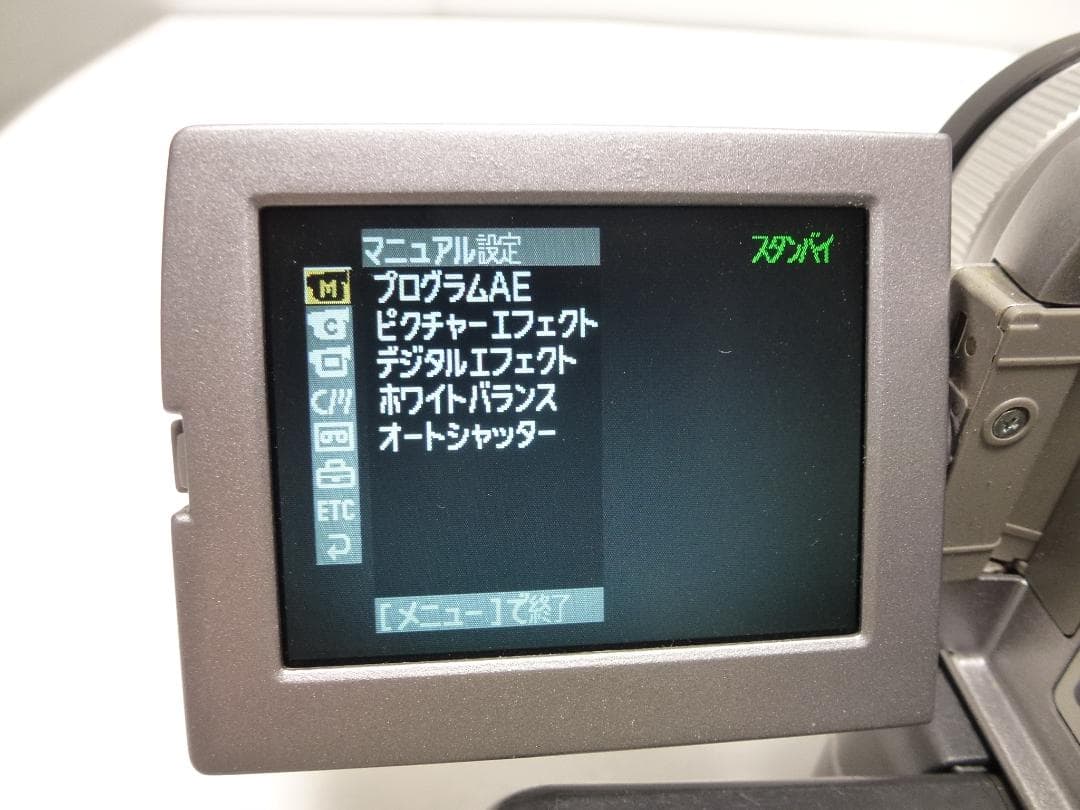 マニュアル設定
スタンバイ
M
プログラムAE
C
ピクチャーエフェクト
デジタルエフェクト
ホワイトバランス
オートシャッター
ETC
[メニュー]で終了